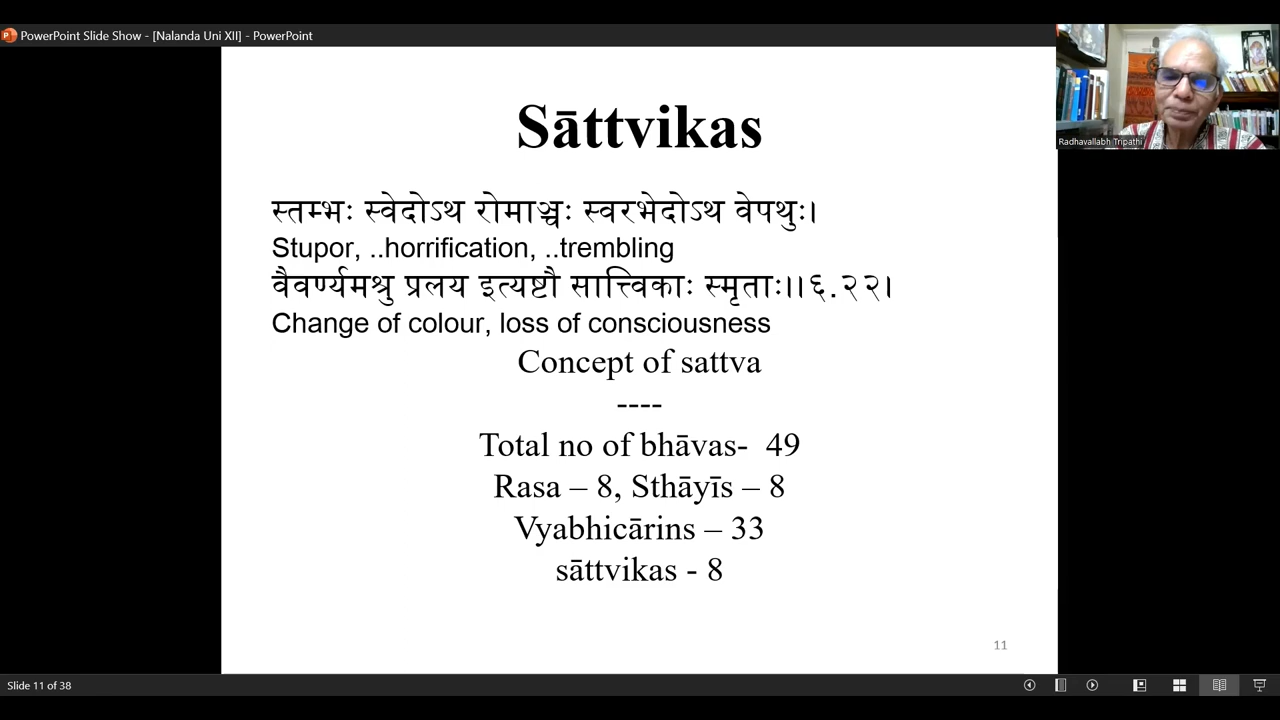 PowerPoint Slide Show - [Nalanda Uni XII] - PowerPoint
Radhavallabh Tripathi
Sāttvikas
स्तम्भः स्वेदोऽथ रोमाञ्चः स्वरभेदोऽथ वेपथुः।
Stupor, ..horrification, ..trembling
वैवर्ण्यमश्रु प्रलय इत्यष्टौ सात्त्विकाः स्मृताः।।६.२२।
Change of colour, loss of consciousness
Concept of sattva
----
Total no of bhāvas- 49
Rasa – 8, Sthāyīs – 8
Vyabhicārins – 33
sāttvikas - 8
11
Slide 11 of 38